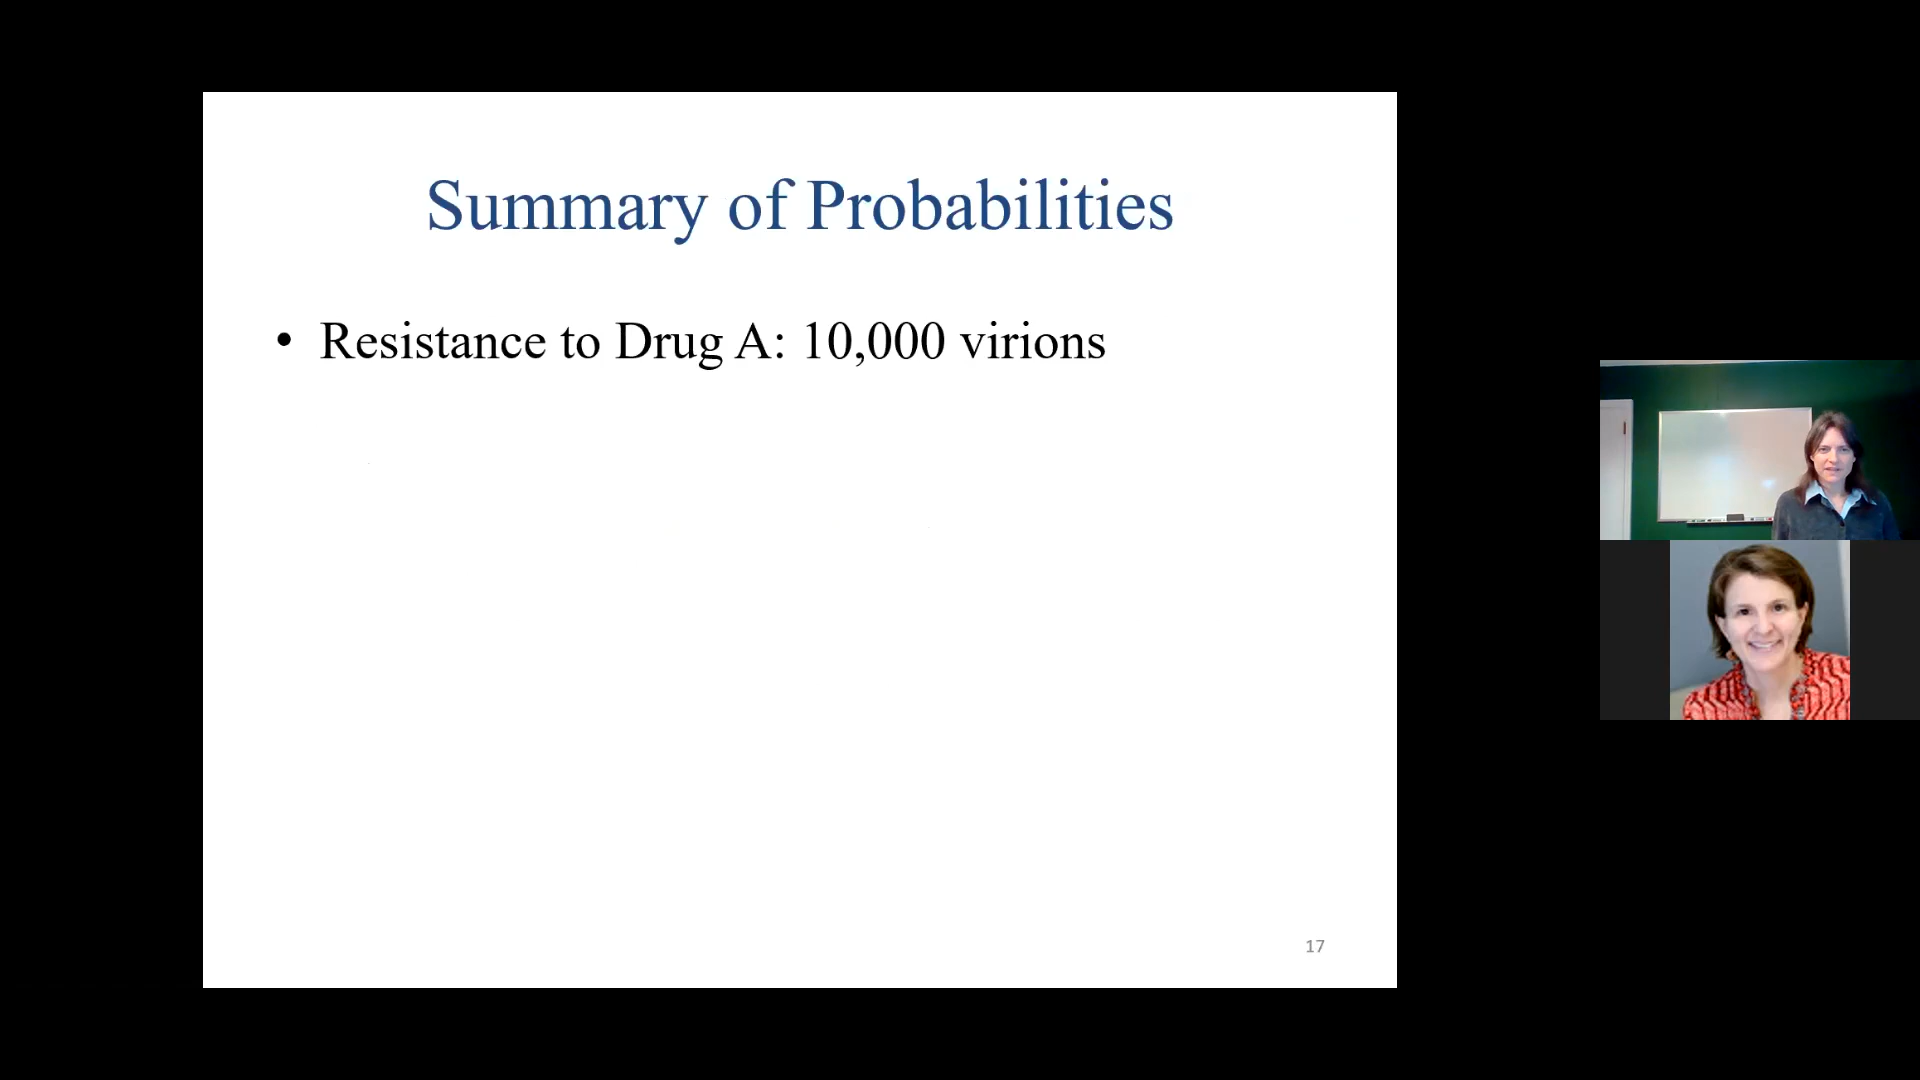 Summary of Probabilities
• Resistance to Drug A: 10,000 virions
17